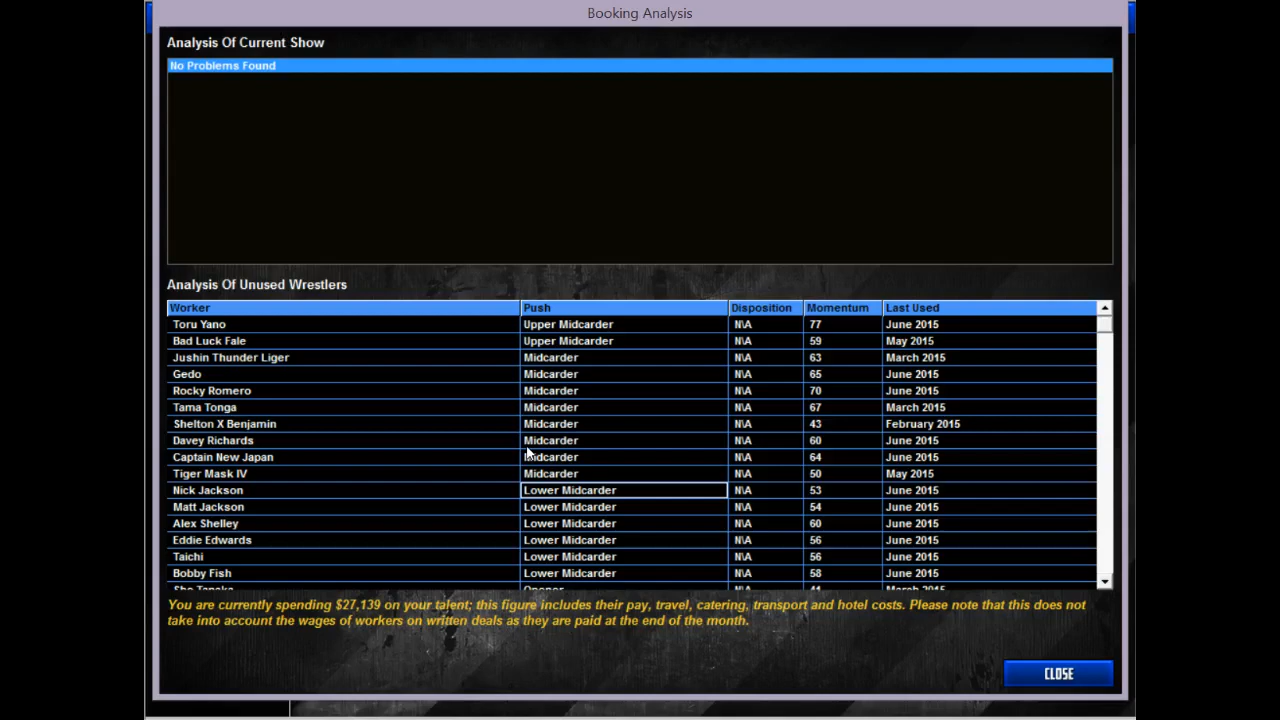 Booking Analysis
Analysis Of Current Show
No Problems Found
Analysis Of Unused Wrestlers
Worker Push Disposition Momentum Last Used
Toru Yano Upper Midcarder N\A 77 June 2015
Bad Luck Fale Upper Midcarder N\A 59 May 2015
Jushin Thunder Liger Midcarder N\A 63 March 2015
Gedo Midcarder N\A 65 June 2015
Rocky Romero Midcarder N\A 70 June 2015
Tama Tonga Midcarder N\A 67 March 2015
Shelton X Benjamin Midcarder N\A 43 February 2015
Davey Richards Midcarder N\A 60 June 2015
Captain New Japan Midcarder N\A 64 June 2015
Tiger Mask IV Midcarder N\A 50 May 2015
Nick Jackson Lower Midcarder N\A 53 June 2015
Matt Jackson Lower Midcarder N\A 54 June 2015
Alex Shelley Lower Midcarder N\A 60 June 2015
Eddie Edwards Lower Midcarder N\A 56 June 2015
Taichi Lower Midcarder N\A 56 June 2015
Bobby Fish Lower Midcarder N\A 58 June 2015
Sho Tanaka Opener N\A 41 March 2015
You are currently spending $27,139 on your talent; this figure includes their pay, travel, catering, transport and hotel costs. Please note that this does not
take into account the wages of workers on written deals as they are paid at the end of the month.
CLOSE